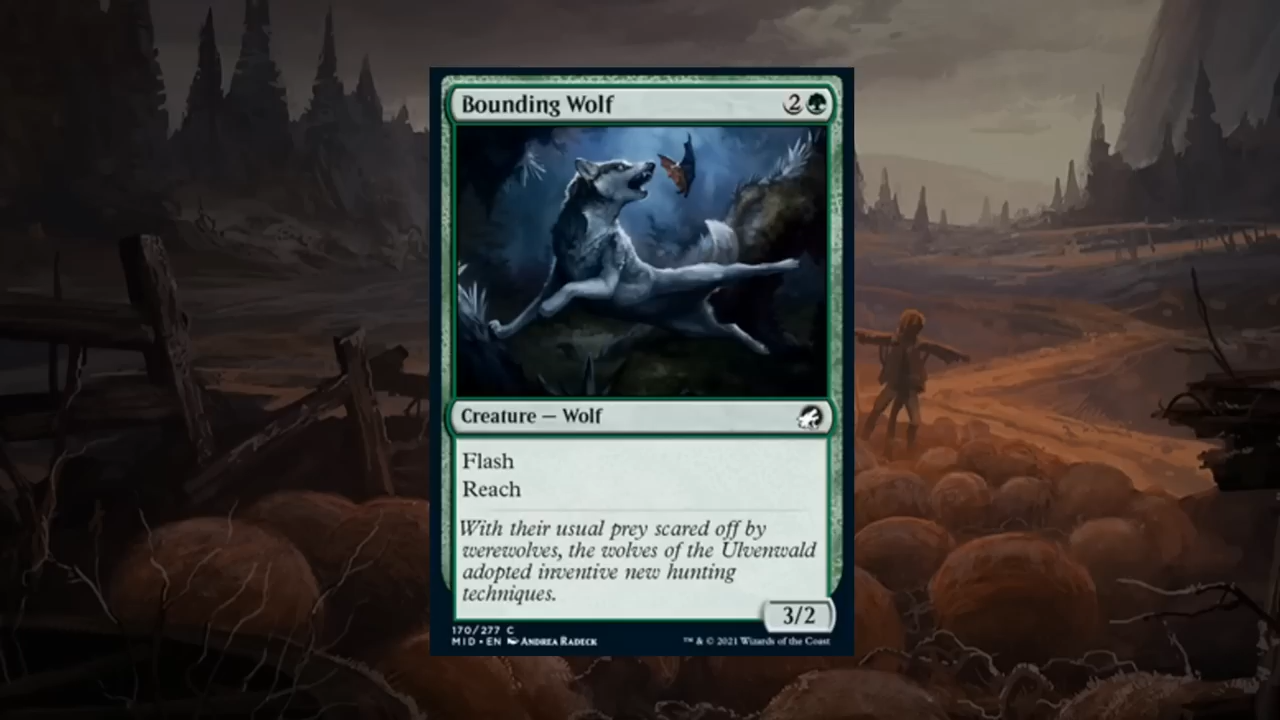 Bounding Wolf 2
Creature — Wolf
Flash
Reach
With their usual prey scared off by
werewolves, the wolves of the Ulvenwald
adopted inventive new hunting
techniques.
3/2
170/277 C
MID • EN Andrea Radeck
™ & © 2021 Wizards of the Coast